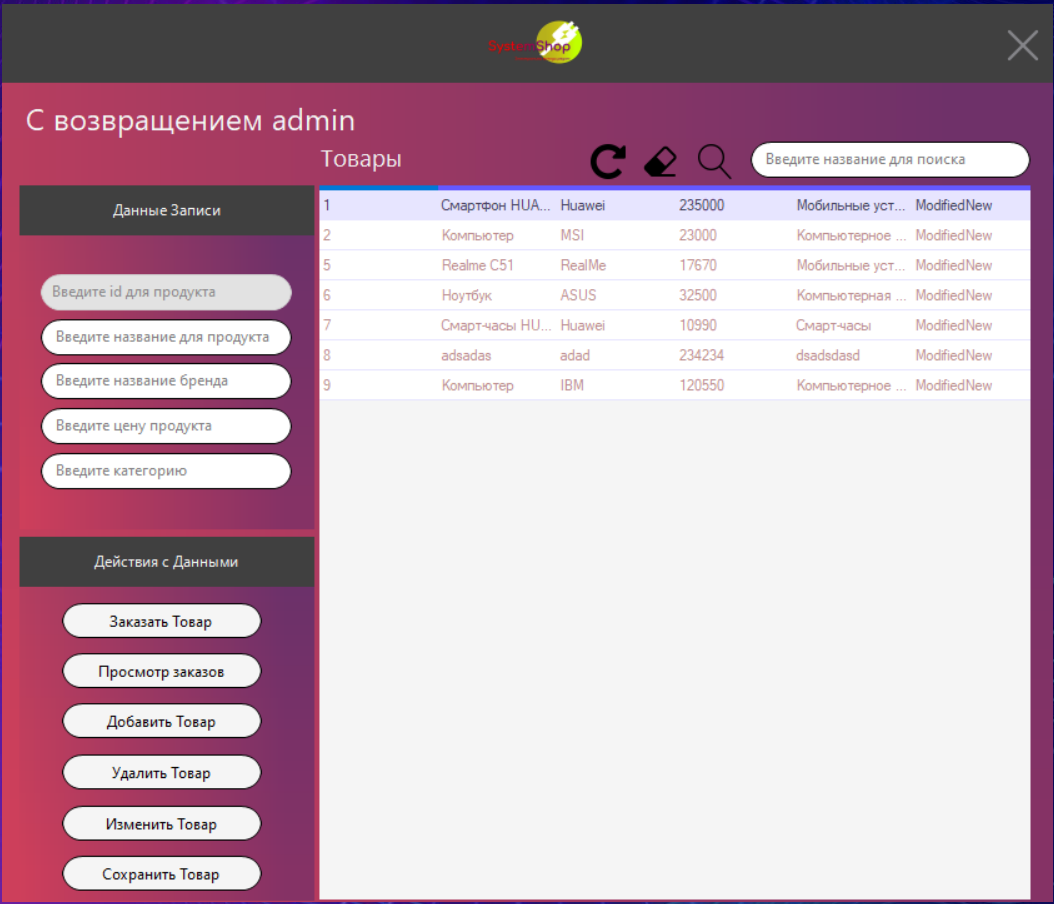 System Shop
С возвращением admin
Товары
Введите название для поиска
Данные Записи
Введите id для продукта
Введите название для продукта
Введите название бренда
Введите цену продукта
Введите категорию
1 Смартфон HUA... Huawei 235000 Мобильные уст... ModifiedNew
2 Компьютер MSI 23000 Компьютерное ... ModifiedNew
5 Realme C51 RealMe 17670 Мобильные уст... ModifiedNew
6 Ноутбук ASUS 32500 Компьютерная ... ModifiedNew
7 Смарт-часы HU... Huawei 10990 Смарт-часы ModifiedNew
8 adsadas adad 234234 dsadsdasd ModifiedNew
9 Компьютер IBM 120550 Компьютерное ... ModifiedNew
Действия с Данными
Заказать Товар
Просмотр заказов
Добавить Товар
Удалить Товар
Изменить Товар
Сохранить Товар